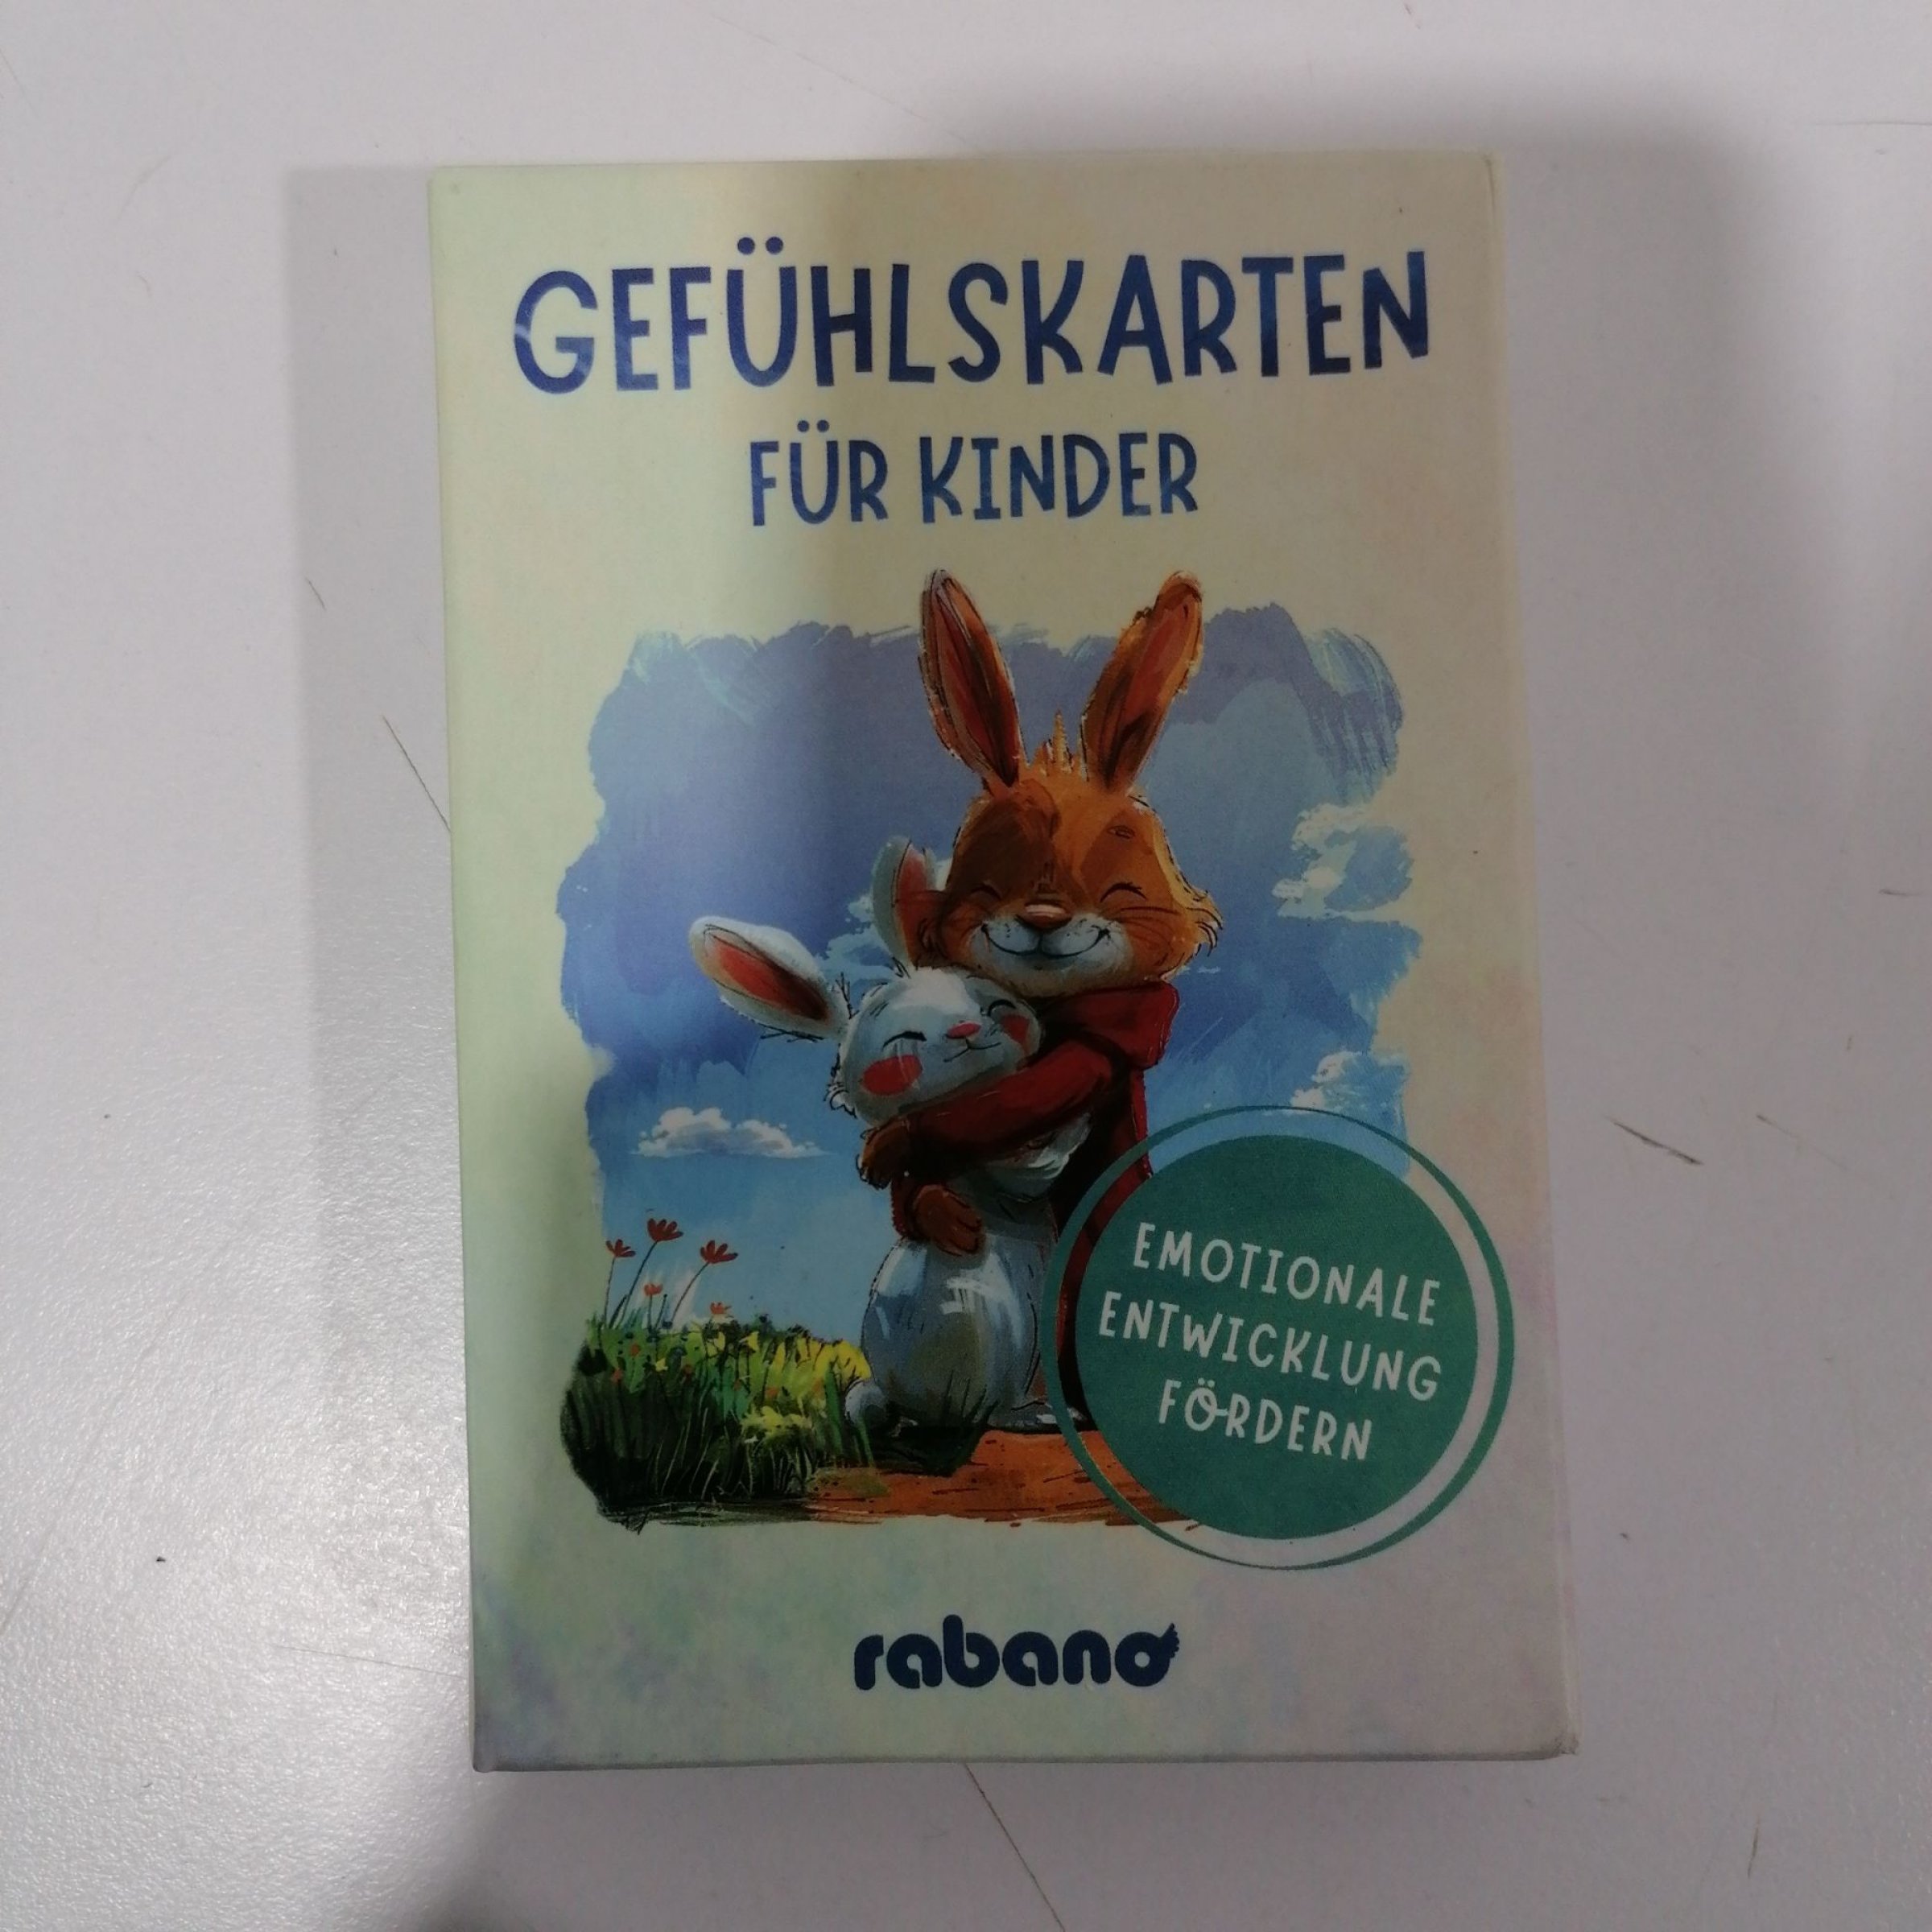 GEFÜHLSKARTEN
FÜR KINDER
EMOTIONALE
ENTWICKLUNG
FÖRDERN
rabano